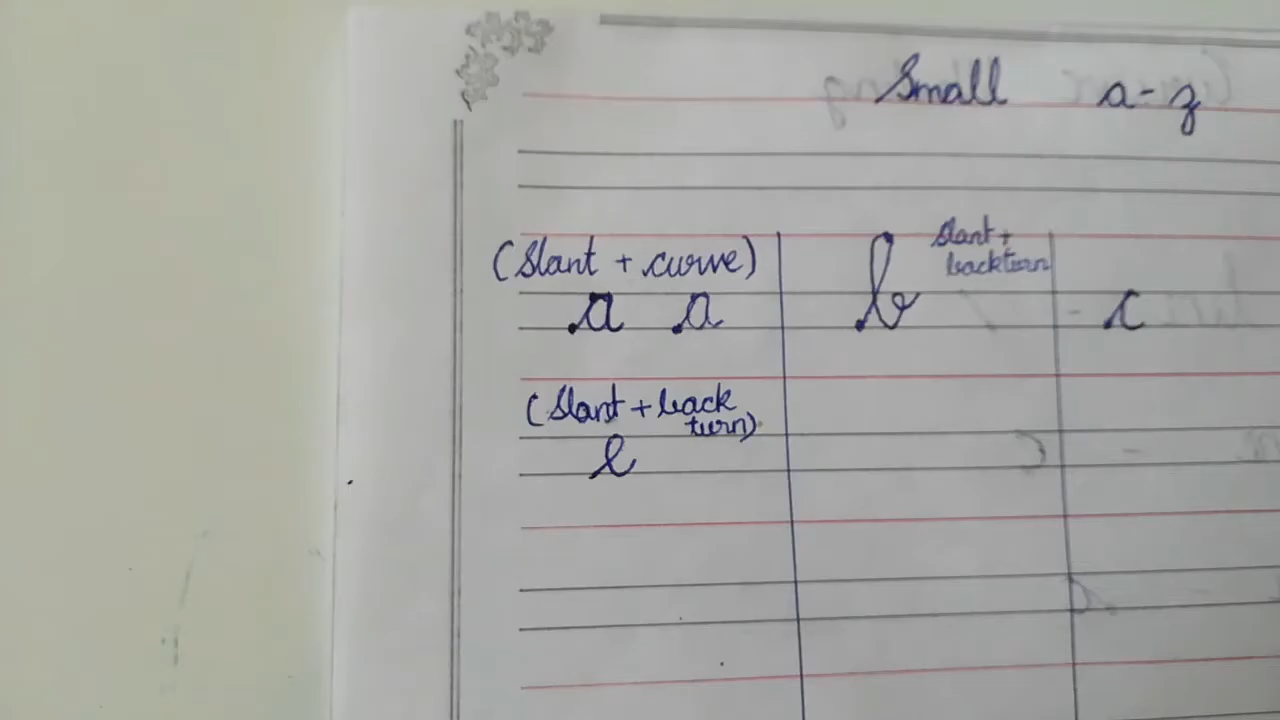 Small a-z
(Slant + curve)
a a
Slant +
backturn
b
c
(Slant + back
turn)
e